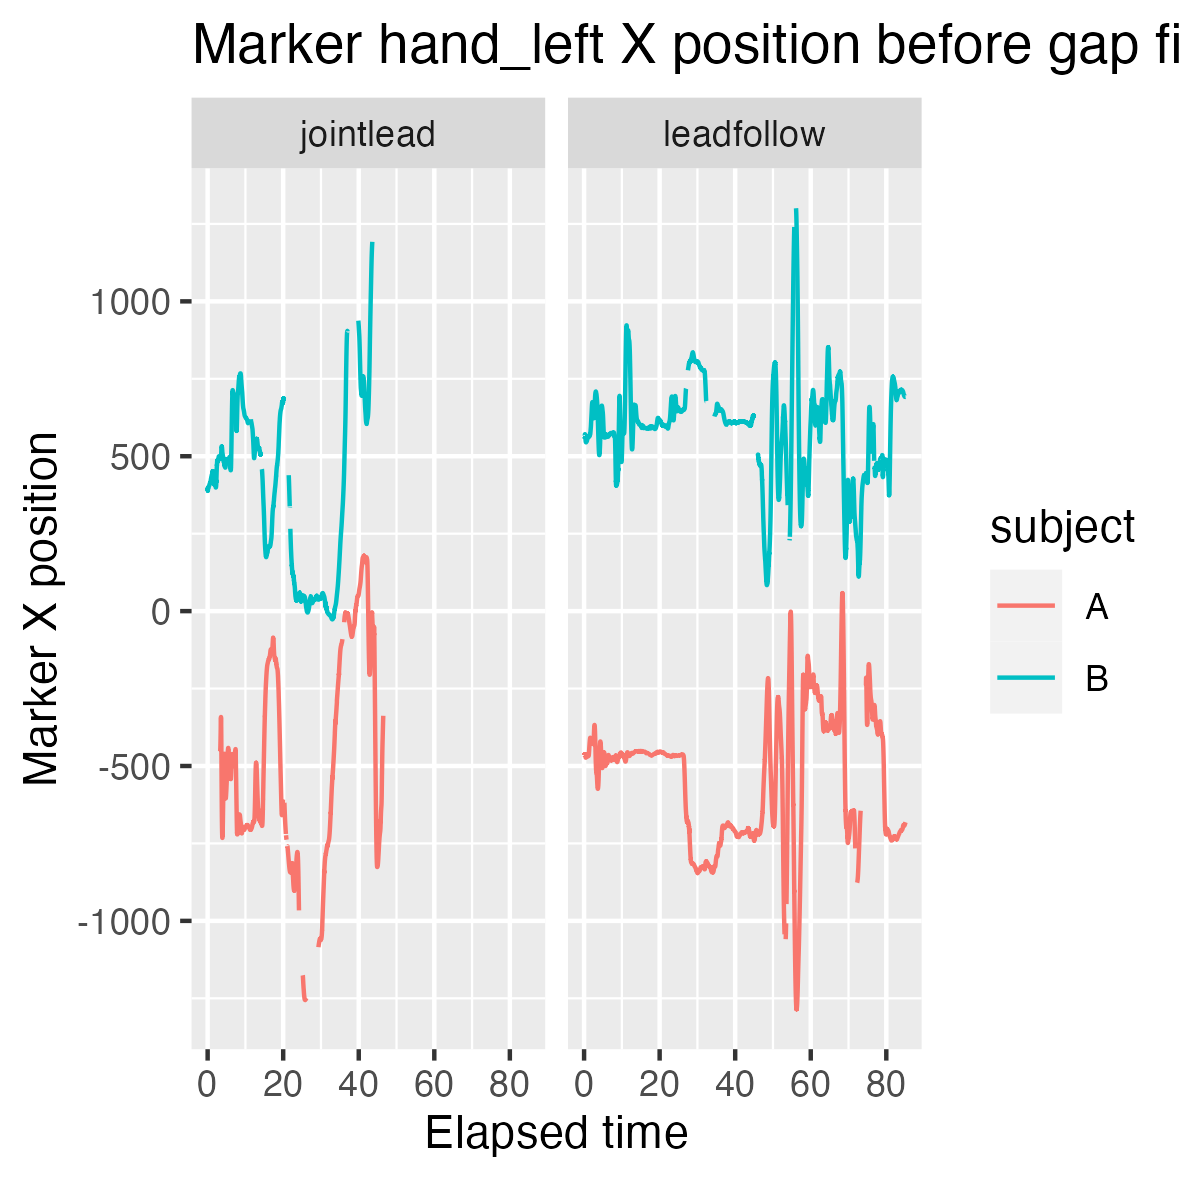 Marker hand_left X position before gap fi
jointlead
leadfollow
Marker X position
1000
500
0
-500
-1000
0 20 40 60 80
0 20 40 60 80
Elapsed time
subject
A
B